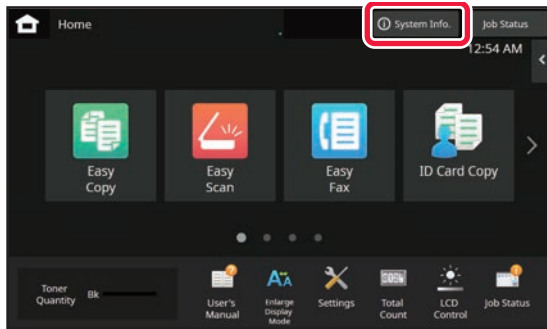 Home
System Info.
Job Status
12:54 AM
Easy
Copy
Easy
Scan
Easy
Fax
ID Card Copy
Toner
Quantity
Bk
User's
Manual
Enlarge
Display
Mode
Settings
Total
Count
LCD
Control
Job Status